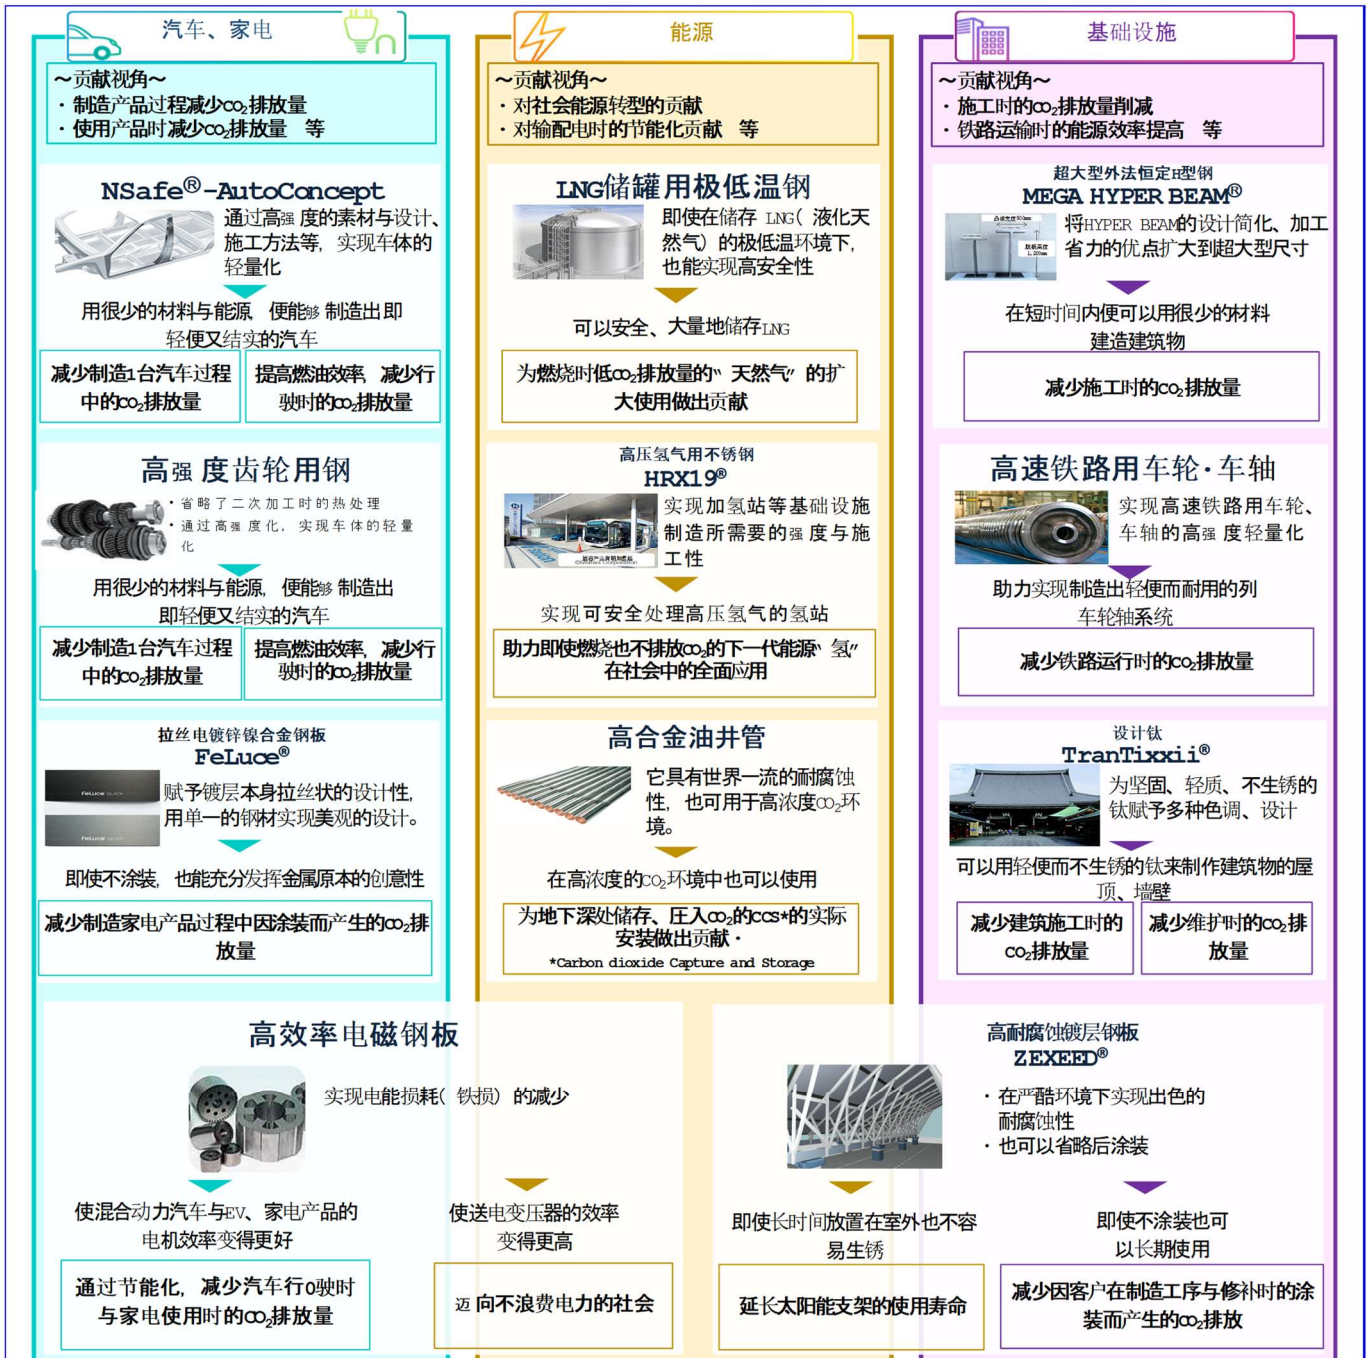 汽车、家电
～贡献视角～
・制造产品过程减少CO₂排放量
・使用产品时减少CO₂排放量 等
NSafe®-AutoConcept
通过高强度的素材与设计、
施工方法等，实现车体的
轻量化
用很少的材料与能源，便能够制造出即
轻便又结实的汽车
减少制造1台汽车过程
中的CO₂排放量
提高燃油效率，减少行
驶时的CO₂排放量
高强度齿轮用钢
• 省略了二次加工时的热处理
• 通过高强度化，实现车体的轻量
化
用很少的材料与能源，便能够制造出
即轻便又结实的汽车
减少制造1台汽车过程
中的CO₂排放量
提高燃油效率，减少行
驶时的CO₂排放量
拉丝电镀锌镍合金钢板
FeLuce®
FeLuce BLACK
FeLuce
赋予镀层本身拉丝状的设计性，
用单一的钢材实现美观的设计。
即使不涂装，也能充分发挥金属原本的创意性
减少制造家电产品过程中因涂装而产生的CO₂排
放量
能源
～贡献视角～
・对社会能源转型的贡献
・对输配电时的节能化贡献 等
LNG储罐用极低温钢
即使在储存 LNG（液化天
然气）的极低温环境下，
也能实现高安全性
可以安全、大量地储存LNG
为燃烧时低CO₂排放量的“天然气”的扩
大使用做出贡献
高压氢气用不锈钢
HRX19®
实现加氢站等基础设施
制造所需要的强度与施
工性
©Iwatani Corporation
实现可安全处理高压氢气的氢站
助力即使燃烧也不排放CO₂的下一代能源“氢”
在社会中的全面应用
高合金油井管
它具有世界一流的耐腐蚀
性，也可用于高浓度CO₂环
境。
在高浓度的CO₂环境中也可以使用
为地下深处储存、压入CO₂的CCS*的实际
安装做出贡献・
*Carbon dioxide Capture and Storage
基础设施
～贡献视角～
・施工时的CO₂排放量削减
・铁路运输时的能源效率提高 等
超大型外法恒定H型钢
MEGA HYPER BEAM®
凸缘宽度500mm
腹板高度
1,200mm
将HYPER BEAM的设计简化、加工
省力的优点扩大到超大型尺寸
在短时间内便可以用很少的材料
建造建筑物
减少施工时的CO₂排放量
高速铁路用车轮·车轴
实现高速铁路用车轮、
车轴的高强度轻量化
助力实现制造出轻便而耐用的列
车轮轴系统
减少铁路运行时的CO₂排放量
设计钛
TranTixxii®
为坚固、轻质、不生锈的
钛赋予多种色调、设计
可以用轻便而不生锈的钛来制作建筑物的屋
顶、墙壁
减少建筑施工时的
CO₂排放量
减少维护时的CO₂排
放量
高效率电磁钢板
实现电能损耗（铁损）的减少
使混合动力汽车与EV、家电产品的
电机效率变得更好
通过节能化，减少汽车行0驶时
与家电使用时的CO₂排放量
使送电变压器的效率
变得更高
迈向不浪费电力的社会
高耐腐蚀镀层钢板
ZEXEED®
・在严酷环境下实现出色的
耐腐蚀性
・也可以省略后涂装
即使长时间放置在室外也不容
易生锈
延长太阳能支架的使用寿命
即使不涂装也可
以长期使用
减少因客户在制造工序与修补时的涂
装而产生的CO₂排放